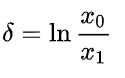 δ = ln x₀/x₁